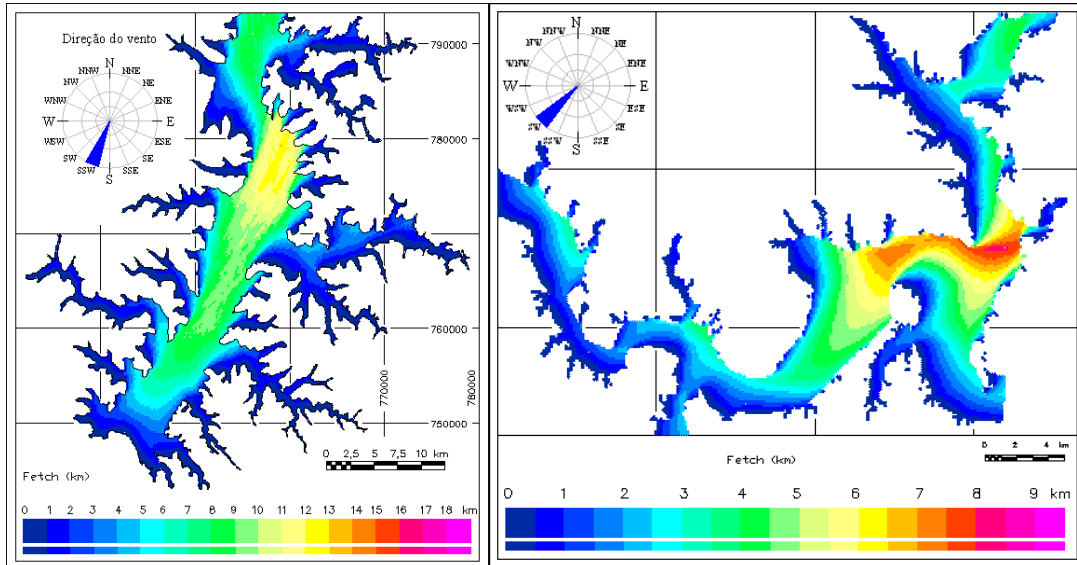 Direção do vento
N
NNW
NNE
NW
NE
WNW
ENE
W
E
WSW
ESE
SW
SE
SSW
SSE
S
790000
780000
760000
750000
770000
780000
0 2,5 5 7,5 10 km
Fetch (km)
0 1 2 3 4 5 6 7 8 9 10 11 12 13 14 15 16 17 18 km
N
NNW
NNE
NW
NE
WNW
ENE
W
E
WSW
ESE
SW
SE
SSW
SSE
S
0 2 4 km
Fetch (km)
0 1 2 3 4 5 6 7 8 9 km